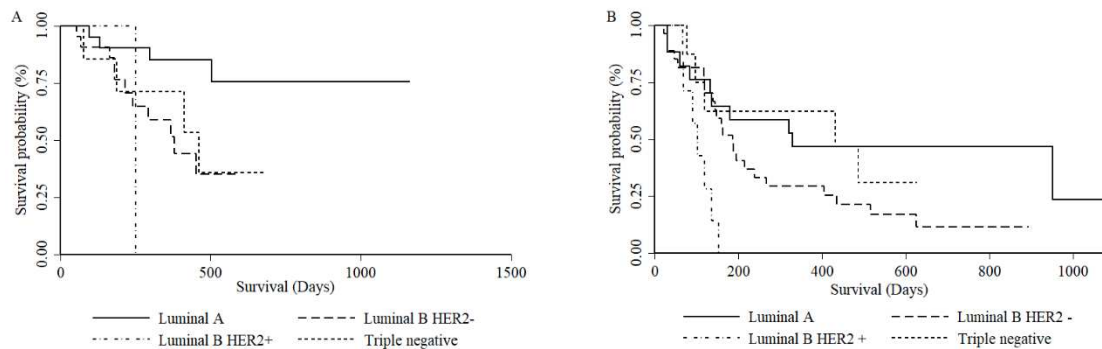 A
Survival probability (%)
1.00
0.75
0.50
0.25
0.00
0
500
1000
1500
Survival (Days)
Luminal A
Luminal B HER2-
Luminal B HER2+
Triple negative
B
Survival probability (%)
1.00
0.75
0.50
0.25
0.00
0
200
400
600
800
1000
Survival (Days)
Luminal A
Luminal B HER2 -
Luminal B HER2 +
Triple negative